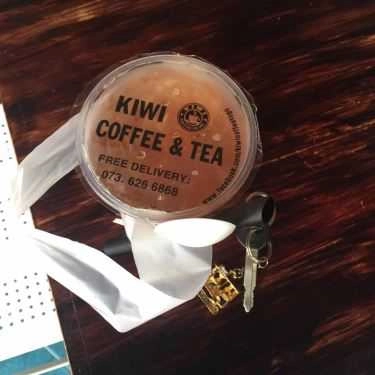 KIWI
COFFEE & TEA
FREE DELIVERY:
073. 626 6868